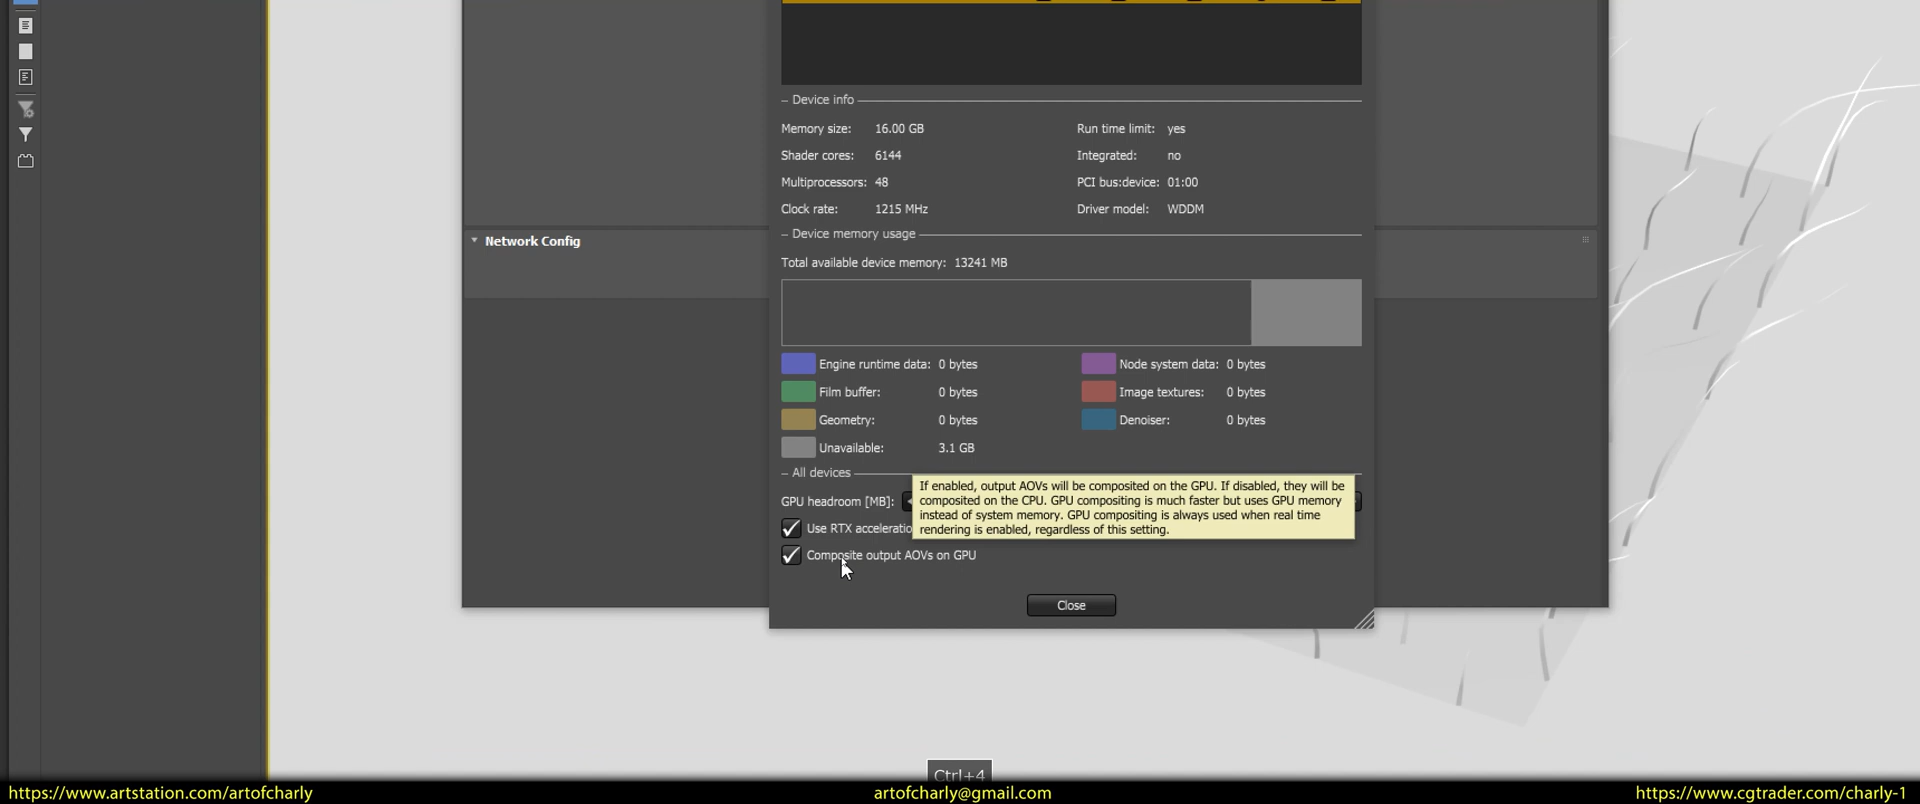 Device info
Memory size: 16.00 GB Run time limit: yes
Shader cores: 6144 Integrated: no
Multiprocessors: 48 PCI bus:device: 01:00
Clock rate: 1215 MHz Driver model: WDDM
Device memory usage
Network Config
Total available device memory: 13241 MB
Engine runtime data: 0 bytes Node system data: 0 bytes
Film buffer: 0 bytes Image textures: 0 bytes
Geometry: 0 bytes Denoiser: 0 bytes
Unavailable: 3.1 GB
All devices
GPU headroom [MB]:
If enabled, output AOVs will be composited on the GPU. If disabled, they will be
composited on the CPU. GPU compositing is much faster but uses GPU memory
instead of system memory. GPU compositing is always used when real time
rendering is enabled, regardless of this setting.
Use RTX acceleratio
Composite output AOVs on GPU
Close
Ctrl+4
https://www.artstation.com/artofcharly artofcharly@gmail.com https://www.cgtrader.com/charly-1